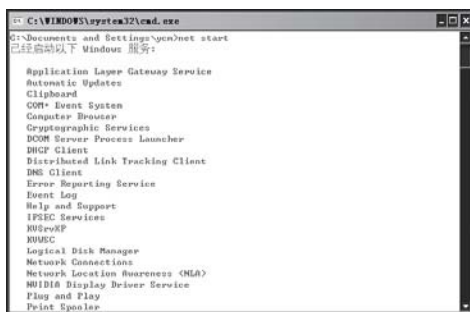 C:\WINDOWS\system32\cmd.exe
C:\Documents and Settings\ycm>net start
已经启动以下 Windows 服务:
Application Layer Gateway Service
Automatic Updates
Clipboard
COM+ Event System
Computer Browser
Cryptographic Services
DCOM Server Process Launcher
DHCP Client
Distributed Link Tracking Client
DNS Client
Error Reporting Service
Event Log
Help and Support
IPSEC Services
KVSrvXP
KVWSC
Logical Disk Manager
Network Connections
Network Location Awareness (NLA)
NVIDIA Display Driver Service
Plug and Play
Print Spooler